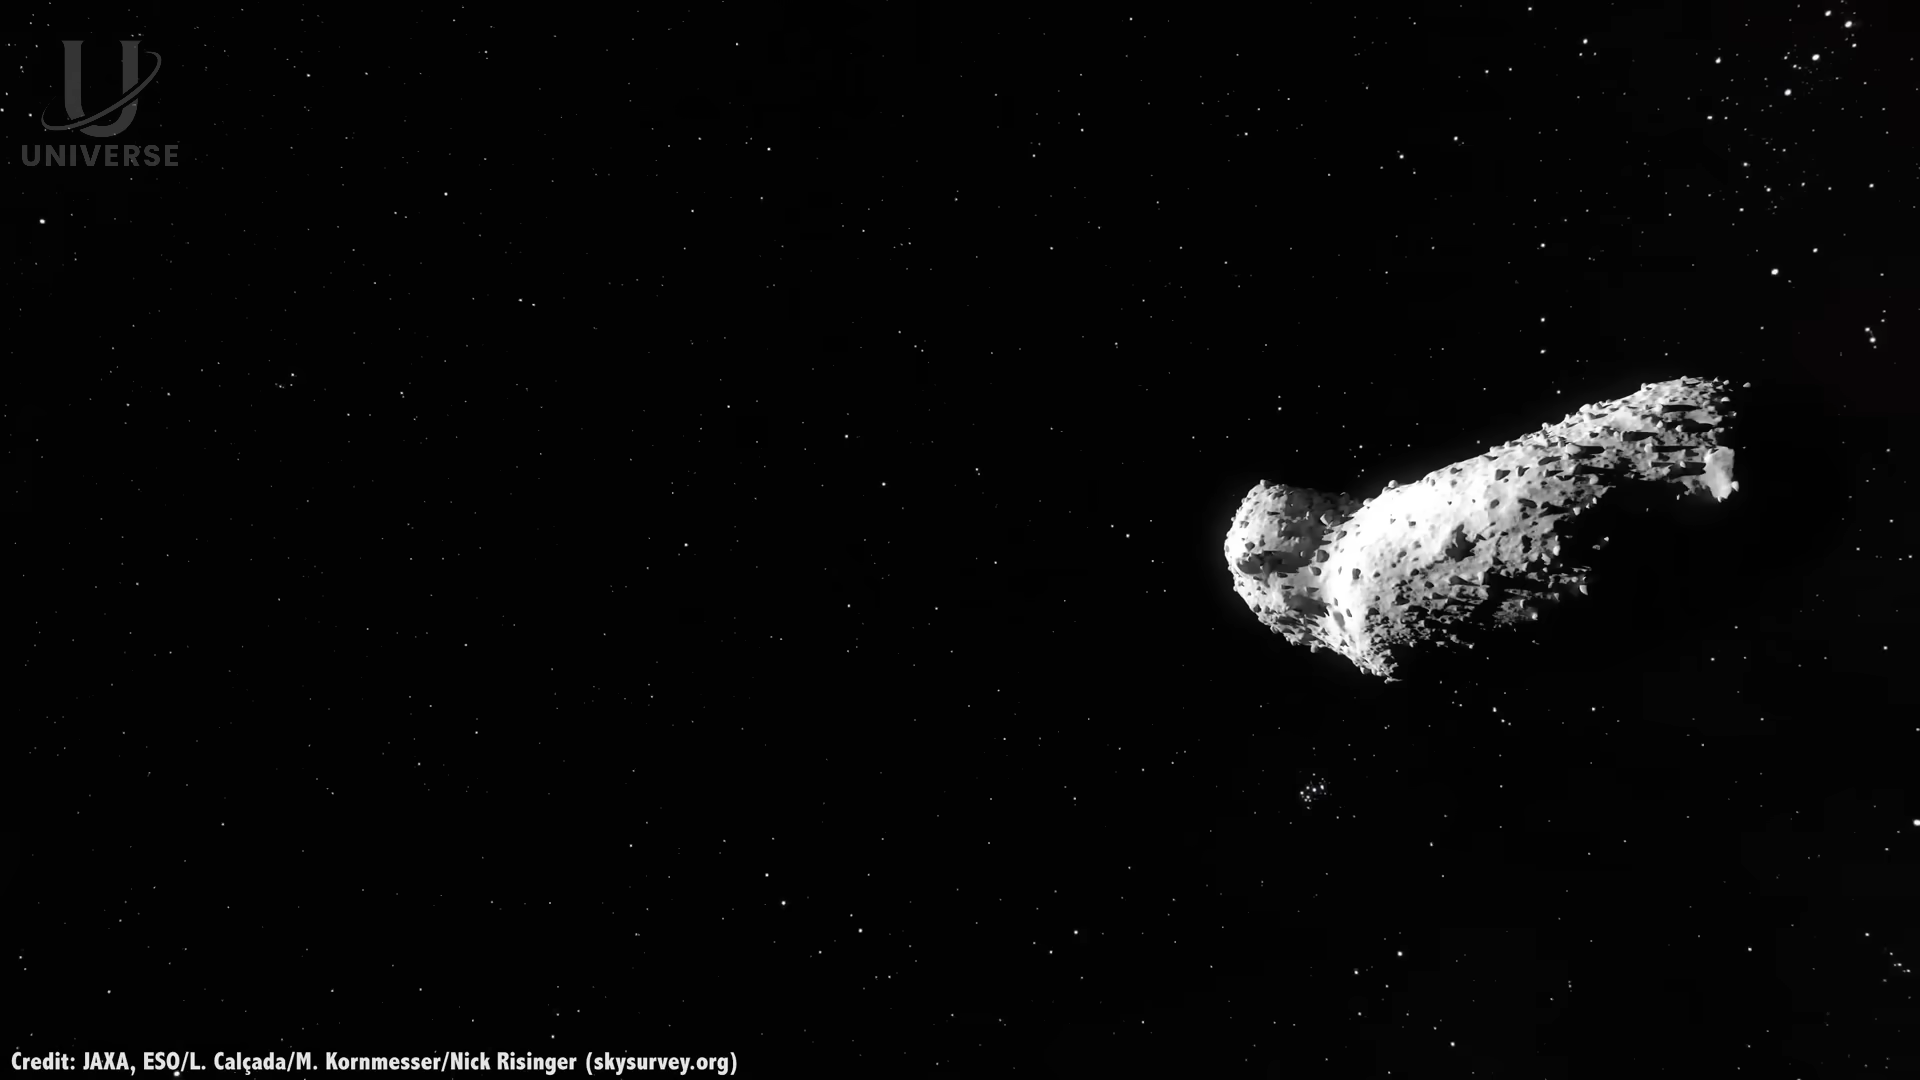 U
UNIVERSE
Credit: JAXA, ESO/L. Calçada/M. Kornmesser/Nick Risinger (skysurvey.org)